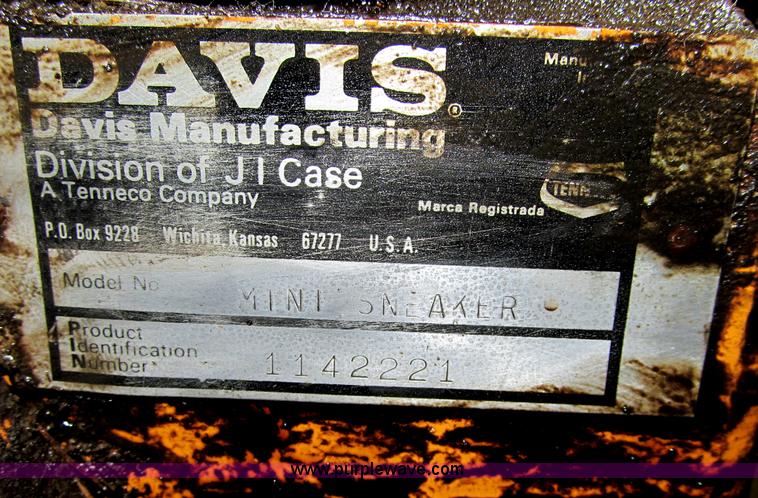 DAVIS®
Davis Manufacturing
Division of J I Case
A Tenneco Company
Marca Registrada
P.O. Box 9228 Wichita, Kansas 67277 U.S.A.
Model No
MINI SNEAKER
Product
Identification
Number
1142221
www.purplewave.com